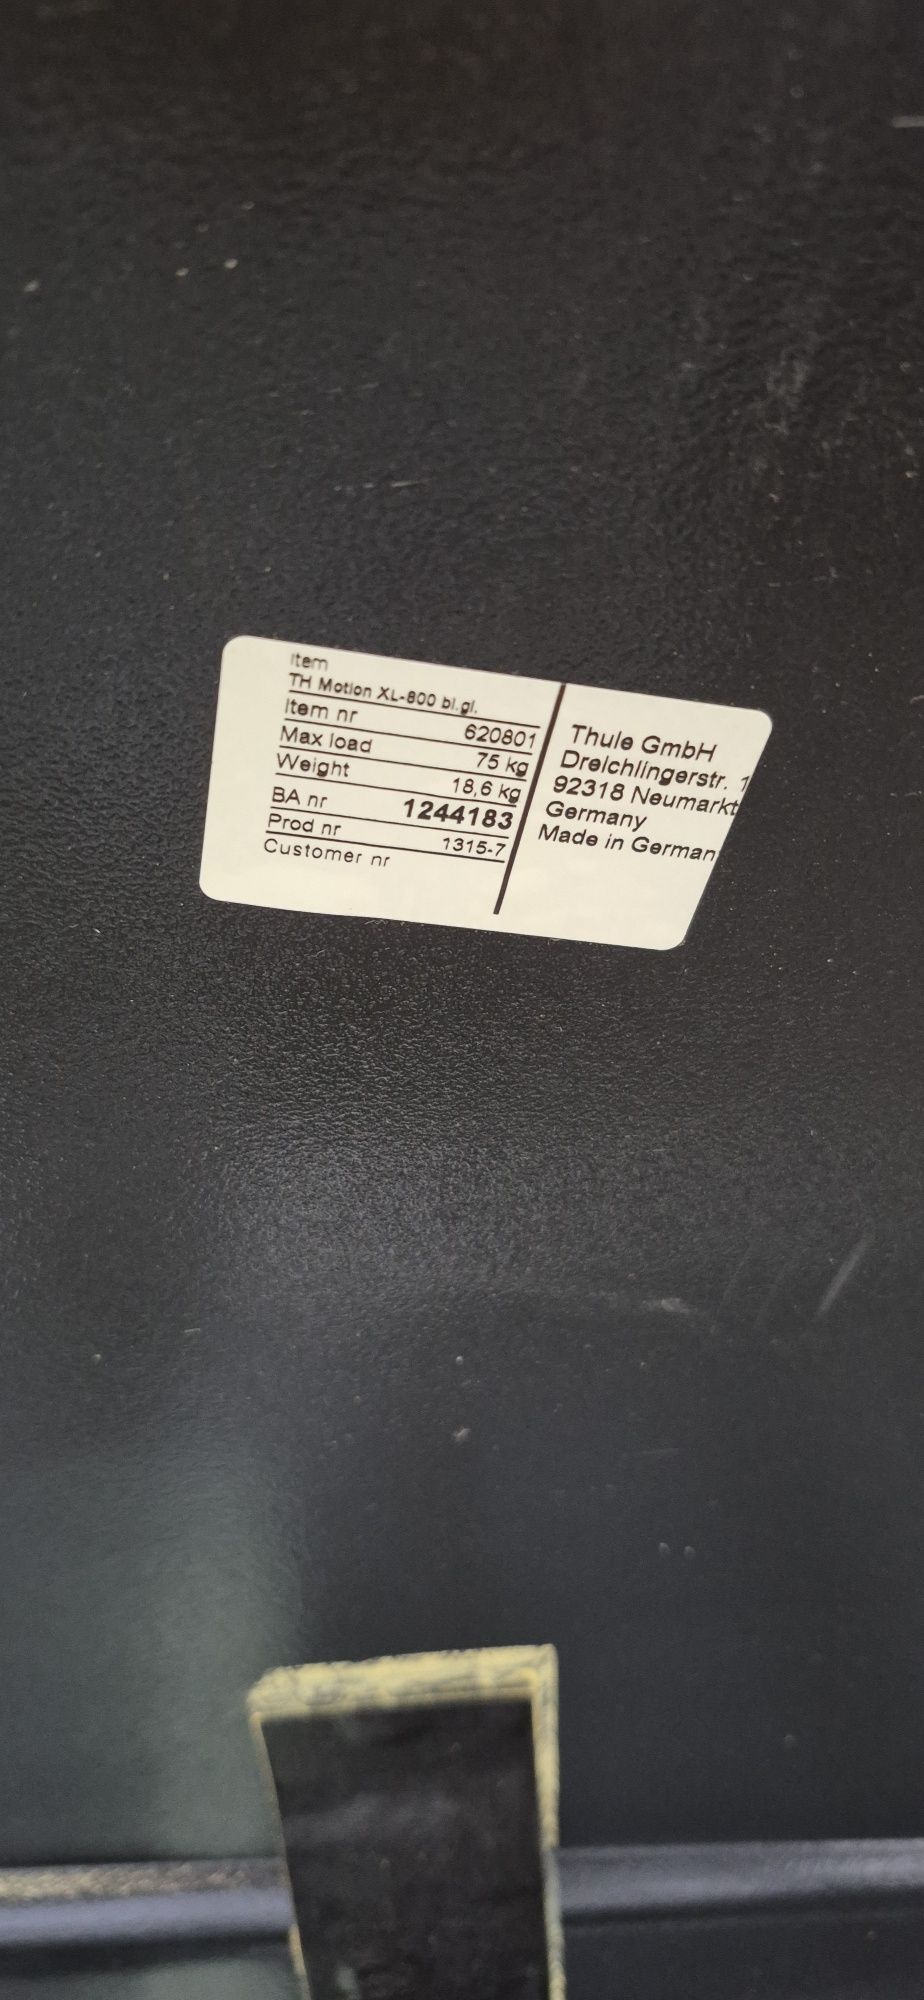 Item
TH Motion XL-800 bl.gl.
Item nr 620801
Max load 75 kg
Weight 18,6 kg
BA nr 1244183
Prod nr 1315-7
Customer nr
Thule GmbH
Dreichlingerstr. 1
92318 Neumarkt
Germany
Made in German